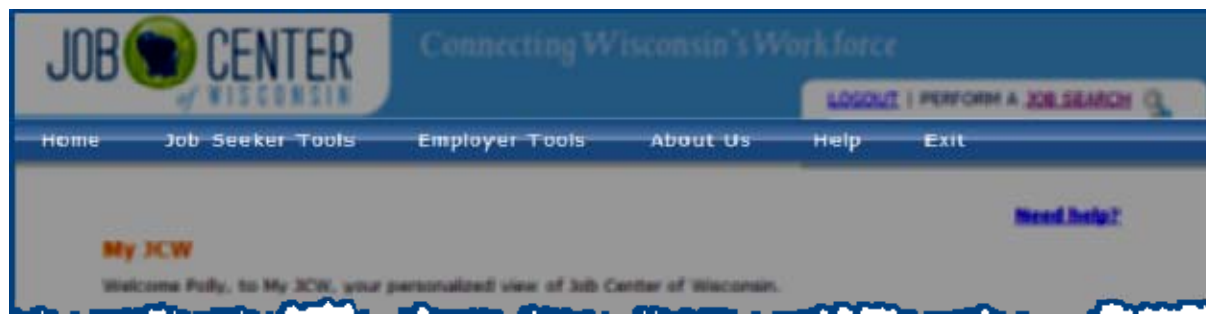 JOB CENTER
of WISCONSIN
Connecting Wisconsin's Workforce
LOGOUT | PERFORM A JOB SEARCH
Home Job Seeker Tools Employer Tools About Us Help Exit
Need help?
My JCW
Welcome Polly, to My JCW, your personalized view of Job Center of Wisconsin.